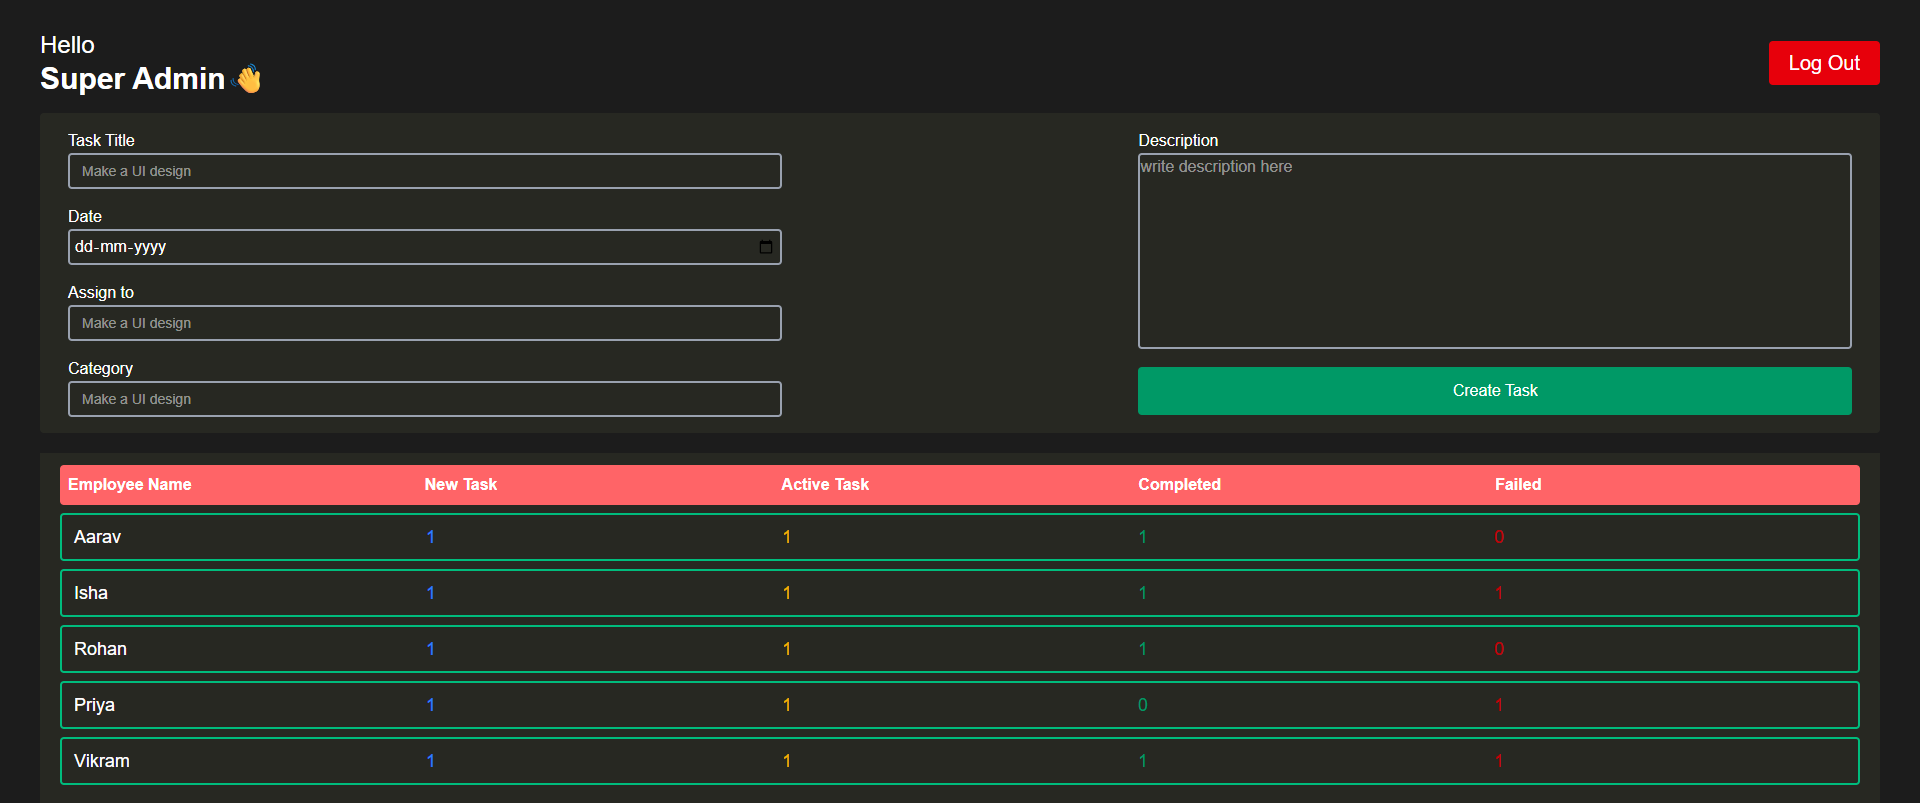 Hello
Super Admin 👋
Log Out
Task Title
Make a UI design
Date
dd-mm-yyyy
Assign to
Make a UI design
Category
Make a UI design
Description
write description here
Create Task
Employee Name New Task Active Task Completed Failed
Aarav 1 1 1 0
Isha 1 1 1 1
Rohan 1 1 1 0
Priya 1 1 0 1
Vikram 1 1 1 1